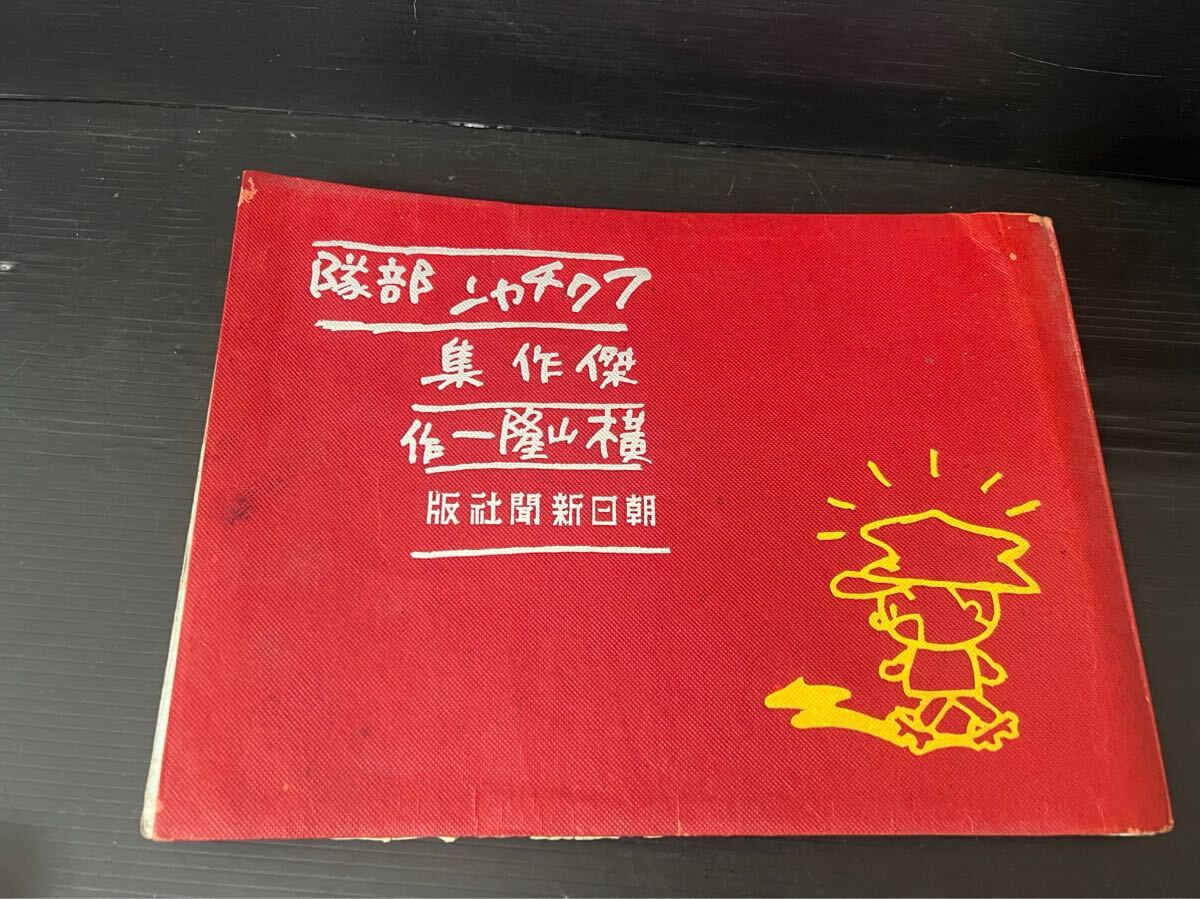 フクチャン部隊
傑作集
横山隆一作
朝日新聞社版